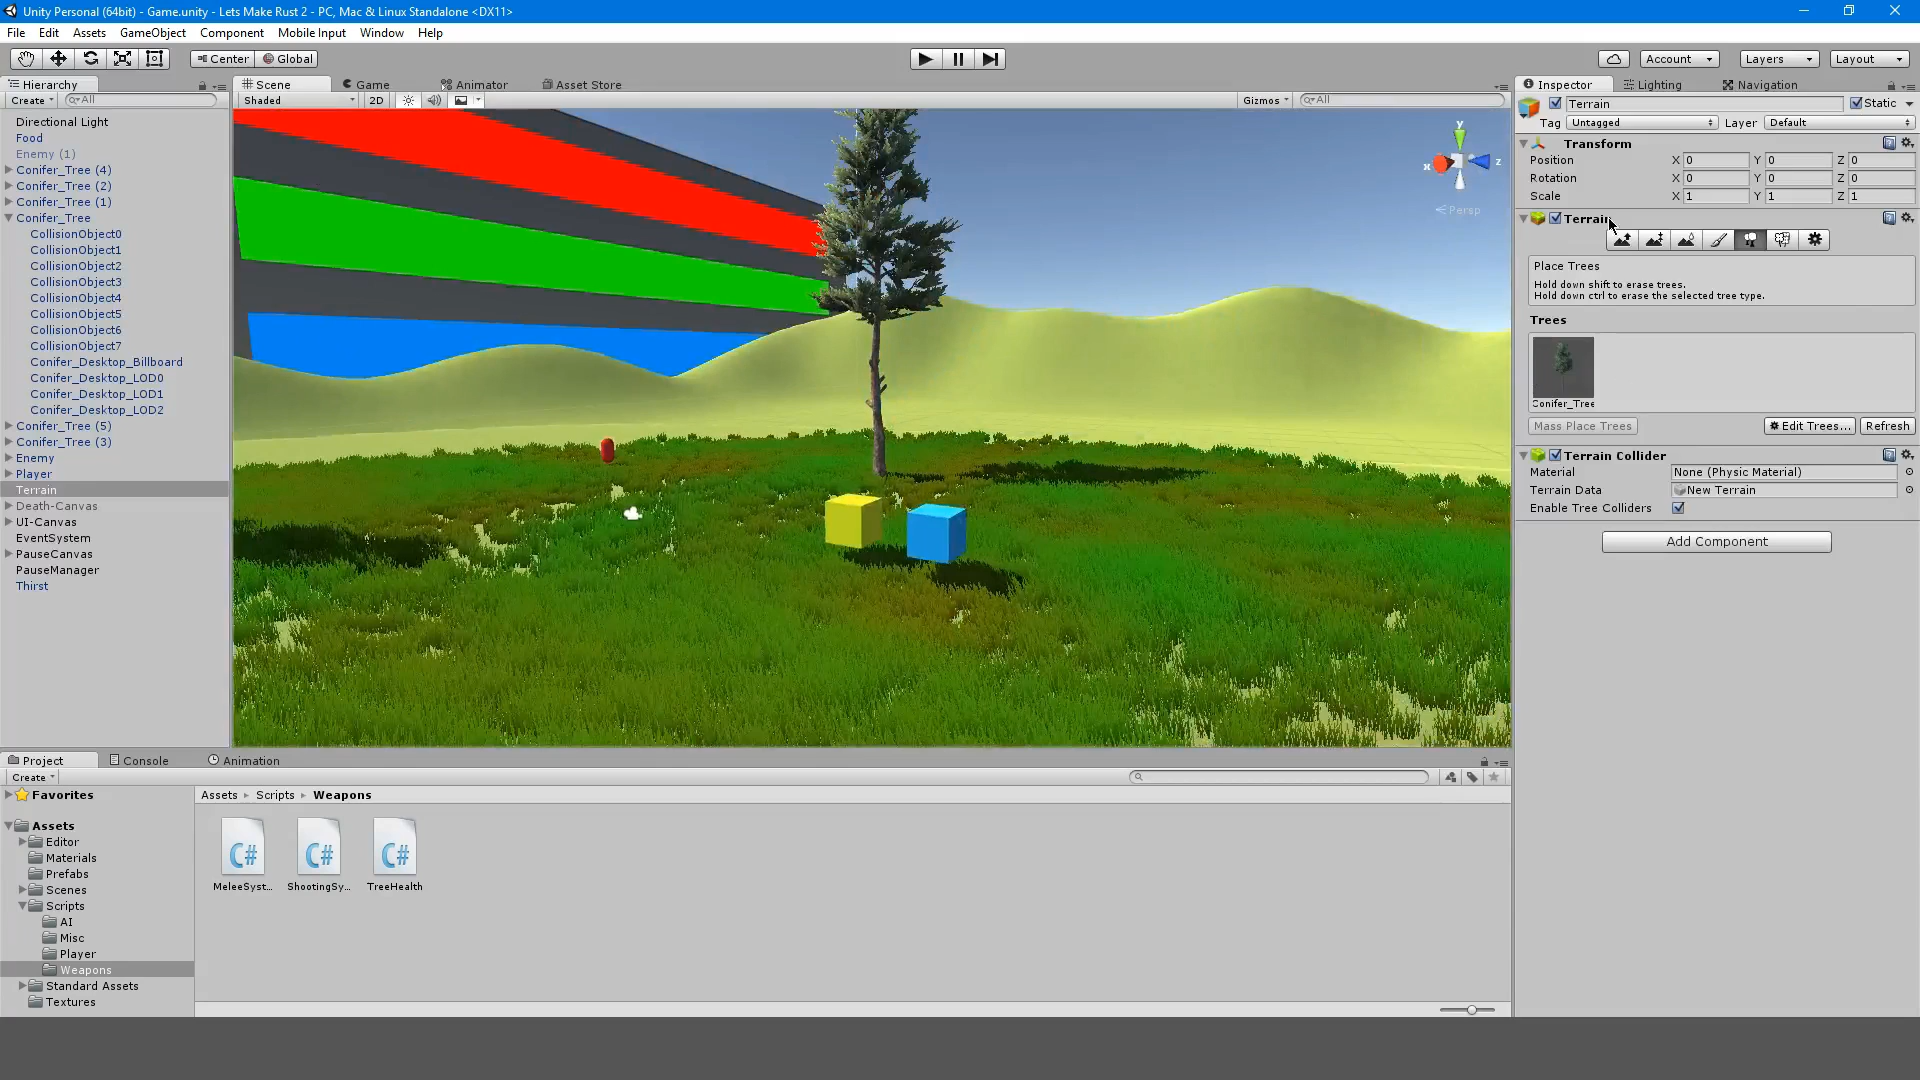 Unity Personal (64bit) - Game.unity - Lets Make Rust 2 - PC, Mac & Linux Standalone <DX11>
File Edit Assets GameObject Component Mobile Input Window Help
Center Global Account Layers Layout
Hierarchy
Create All
Directional Light
Food
Enemy (1)
Conifer_Tree (4)
Conifer_Tree (2)
Conifer_Tree (1)
Conifer_Tree
CollisionObject0
CollisionObject1
CollisionObject2
CollisionObject3
CollisionObject4
CollisionObject5
CollisionObject6
CollisionObject7
Conifer_Desktop_Billboard
Conifer_Desktop_LOD0
Conifer_Desktop_LOD1
Conifer_Desktop_LOD2
Conifer_Tree (5)
Conifer_Tree (3)
Enemy
Player
Terrain
Death-Canvas
UI-Canvas
EventSystem
PauseCanvas
PauseManager
Thirst
Scene Game Animator Asset Store
Shaded 2D Gizmos All
y
x z
Persp
Inspector Lighting Navigation
Terrain Static
Tag Untagged Layer Default
Transform
Position X 0 Y 0 Z 0
Rotation X 0 Y 0 Z 0
Scale X 1 Y 1 Z 1
Terrain
Place Trees
Hold down shift to erase trees.
Hold down ctrl to erase the selected tree type.
Trees
Conifer_Tree
Mass Place Trees Edit Trees... Refresh
Terrain Collider
Material None (Physic Material)
Terrain Data New Terrain
Enable Tree Colliders
Add Component
Project Console Animation
Create
Favorites
Assets
Editor
Materials
Prefabs
Scenes
Scripts
AI
Misc
Player
Weapons
Standard Assets
Textures
Assets Scripts Weapons
C# C# C#
MeleeSyst... ShootingSy... TreeHealth